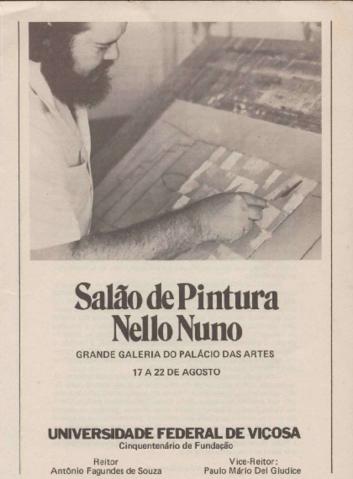 Salão de Pintura
Nello Nuno
GRANDE GALERIA DO PALÁCIO DAS ARTES
17 A 22 DE AGOSTO
UNIVERSIDADE FEDERAL DE VIÇOSA
Cinquentenário de Fundação
Reitor
Antônio Fagundes de Souza
Vice-Reitor:
Paulo Mário Del Giudice